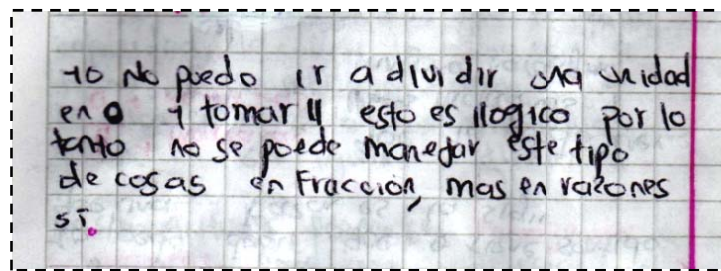 yo No puedo ir a dividir una unidad
en 0 y tomar 4 esto es ilogico por lo
tanto no se puede manejar este tipo
de cosas en Fracción, mas en razones
si.